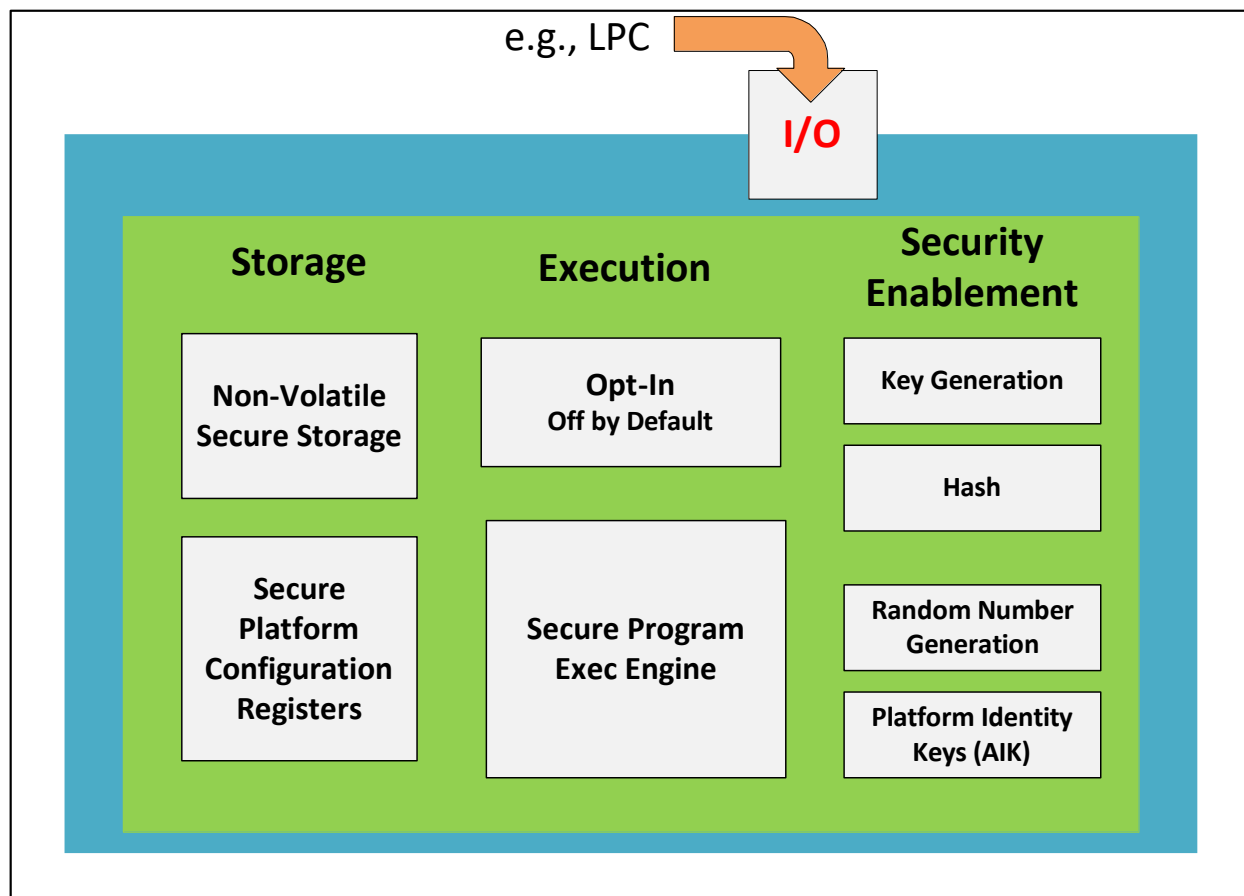 e.g., LPC
I/O
Storage
Non-Volatile
Secure Storage
Secure
Platform
Configuration
Registers
Execution
Opt-In
Off by Default
Secure Program
Exec Engine
Security
Enablement
Key Generation
Hash
Random Number
Generation
Platform Identity
Keys (AIK)